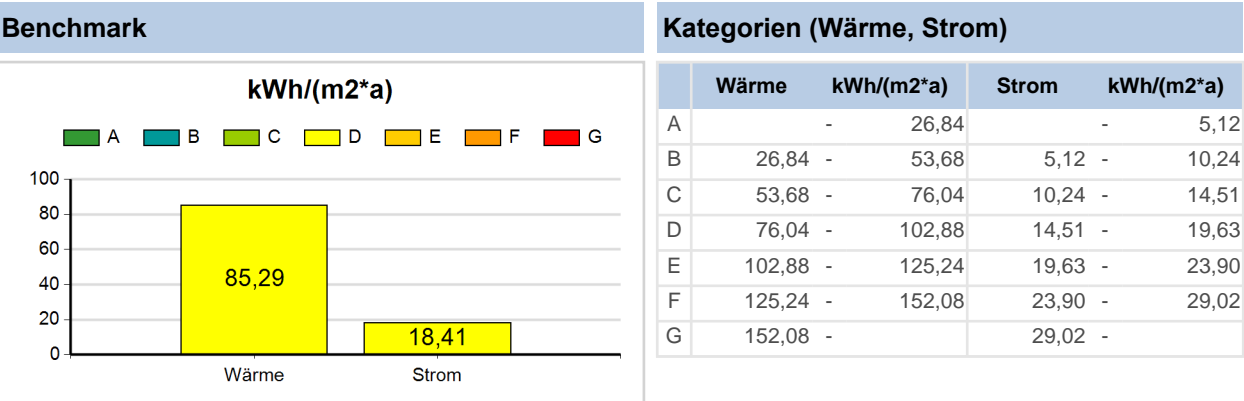 Benchmark
kWh/(m2*a)
A B C D E F G
100
80
60
40
20
0
85,29
18,41
Wärme Strom
Kategorien (Wärme, Strom)
Wärme kWh/(m2*a) Strom kWh/(m2*a)
A - 26,84 - 5,12
B 26,84 - 53,68 5,12 - 10,24
C 53,68 - 76,04 10,24 - 14,51
D 76,04 - 102,88 14,51 - 19,63
E 102,88 - 125,24 19,63 - 23,90
F 125,24 - 152,08 23,90 - 29,02
G 152,08 - 29,02 -